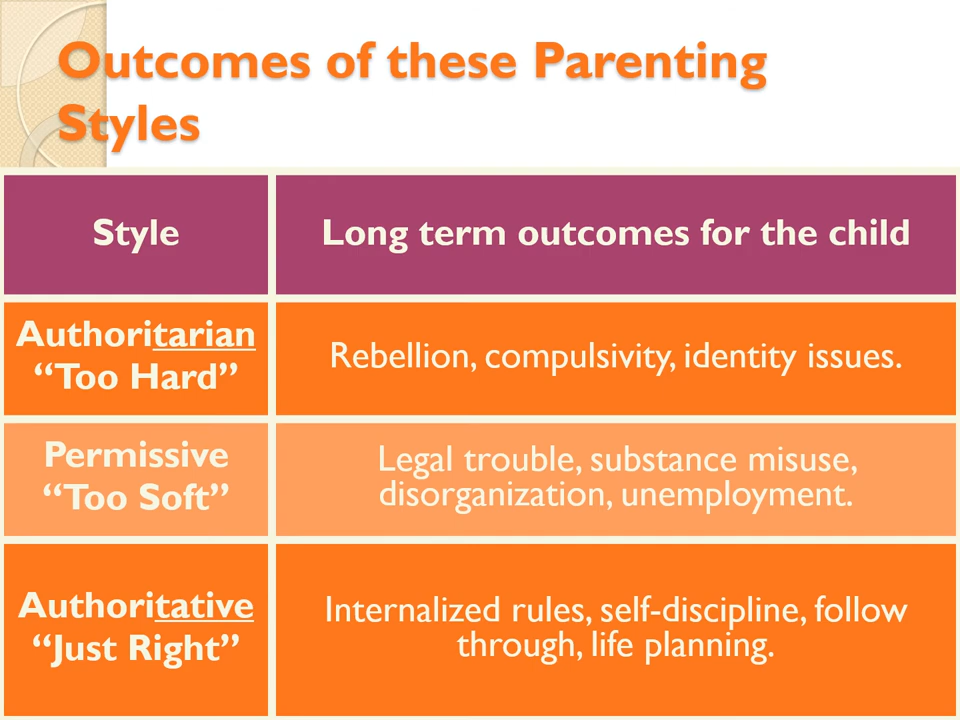 Outcomes of these Parenting
Styles
Style
Long term outcomes for the child
Authoritarian
“Too Hard”
Rebellion, compulsivity, identity issues.
Permissive
“Too Soft”
Legal trouble, substance misuse,
disorganization, unemployment.
Authoritative
“Just Right”
Internalized rules, self-discipline, follow
through, life planning.